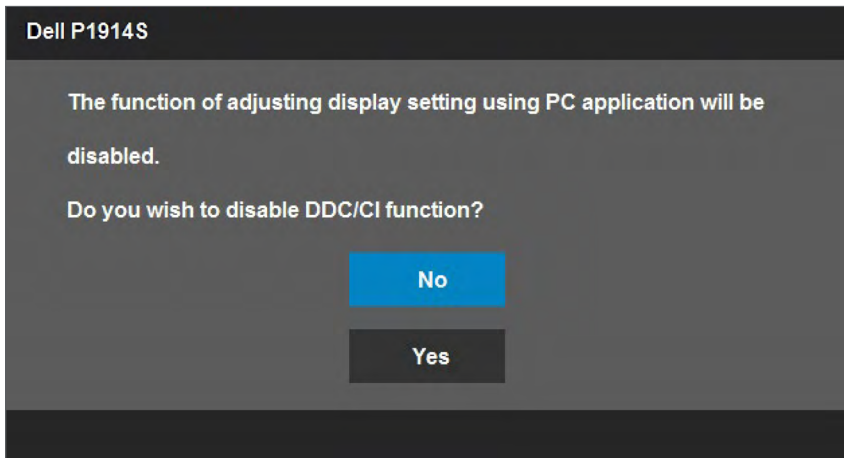 Dell P1914S
The function of adjusting display setting using PC application will be
disabled.
Do you wish to disable DDC/CI function?
No
Yes